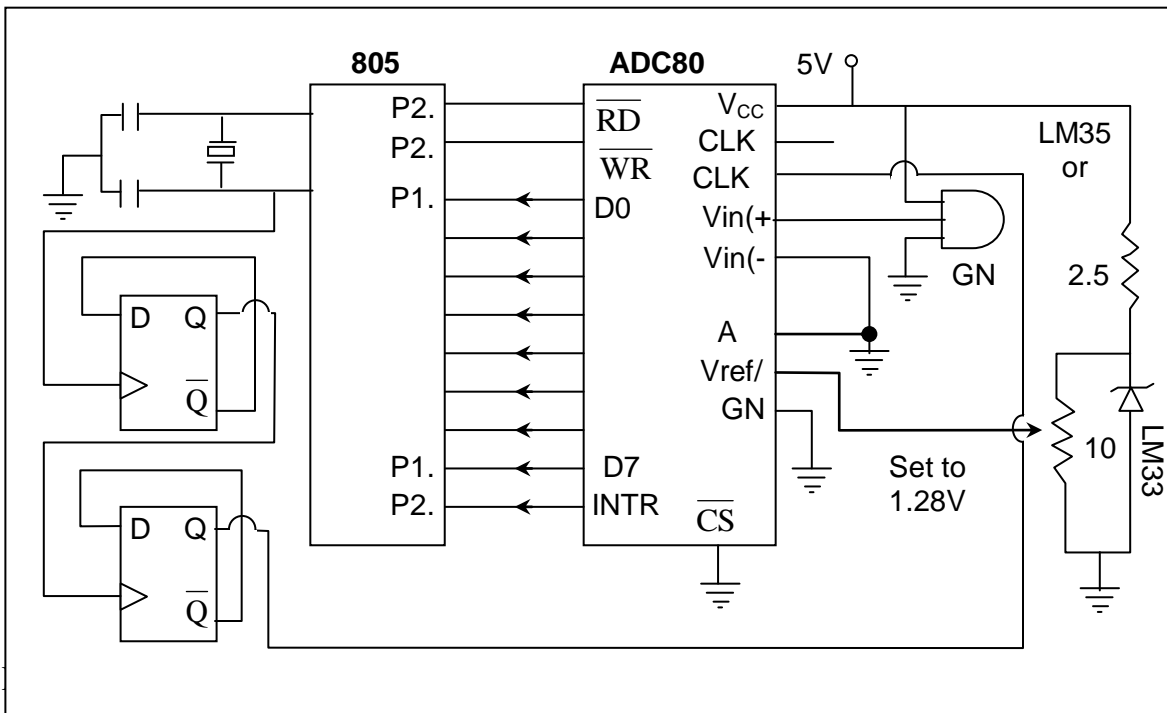 805
ADC80
5V
P2.
P2.
P1.
P1.
P2.
RD
WR
D0
D7
INTR
CS
VCC
CLK
CLK
Vin(+
Vin(-
A
Vref/
GN
GN
LM35
or
2.5
10
LM33
Set to
1.28V
D Q
Q
D Q
Q